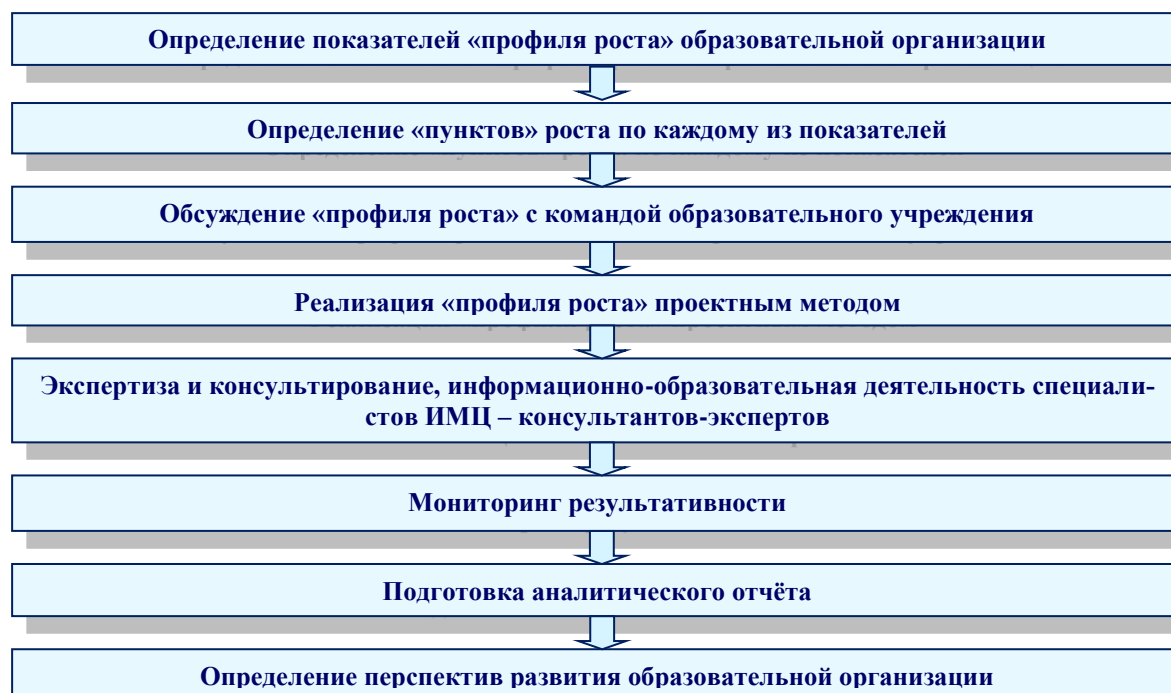 Определение показателей «профиля роста» образовательной организации
Определение «пунктов» роста по каждому из показателей
Обсуждение «профиля роста» с командой образовательного учреждения
Реализация «профиля роста» проектным методом
Экспертиза и консультирование, информационно-образовательная деятельность специали-
стов ИМЦ – консультантов-экспертов
Мониторинг результативности
Подготовка аналитического отчёта
Определение перспектив развития образовательной организации